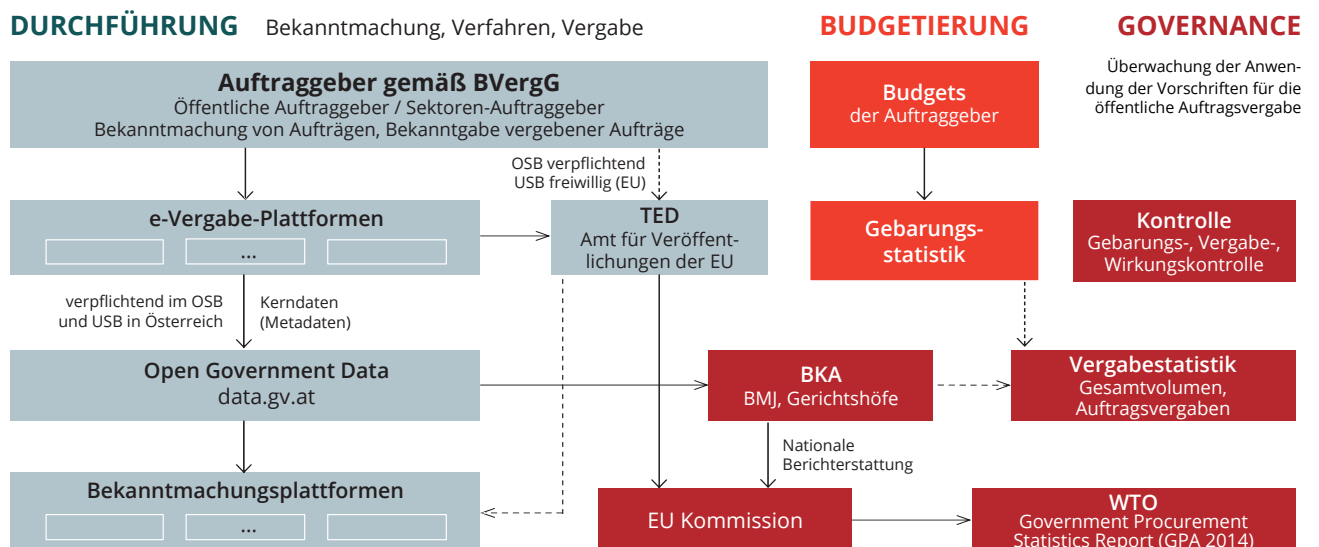 DURCHFÜHRUNG Bekanntmachung, Verfahren, Vergabe
BUDGETIERUNG
GOVERNANCE
Überwachung der Anwen-
dung der Vorschriften für die
öffentliche Auftragsvergabe
Auftraggeber gemäß BVergG
Öffentliche Auftraggeber / Sektoren-Auftraggeber
Bekanntmachung von Aufträgen, Bekanntgabe vergebener Aufträge
Budgets
der Auftraggeber
OSB verpflichtend
USB freiwillig (EU)
e-Vergabe-Plattformen
...
TED
Amt für Veröffent-
lichungen der EU
Gebarungs-
statistik
Kontrolle
Gebarungs-, Vergabe-,
Wirkungskontrolle
verpflichtend im OSB
und USB in Österreich
Kerndaten
(Metadaten)
Open Government Data
data.gv.at
BKA
BMJ, Gerichtshöfe
Vergabestatistik
Gesamtvolumen,
Auftragsvergaben
Nationale
Berichterstattung
Bekanntmachungsplattformen
...
EU Kommission
WTO
Government Procurement
Statistics Report (GPA 2014)